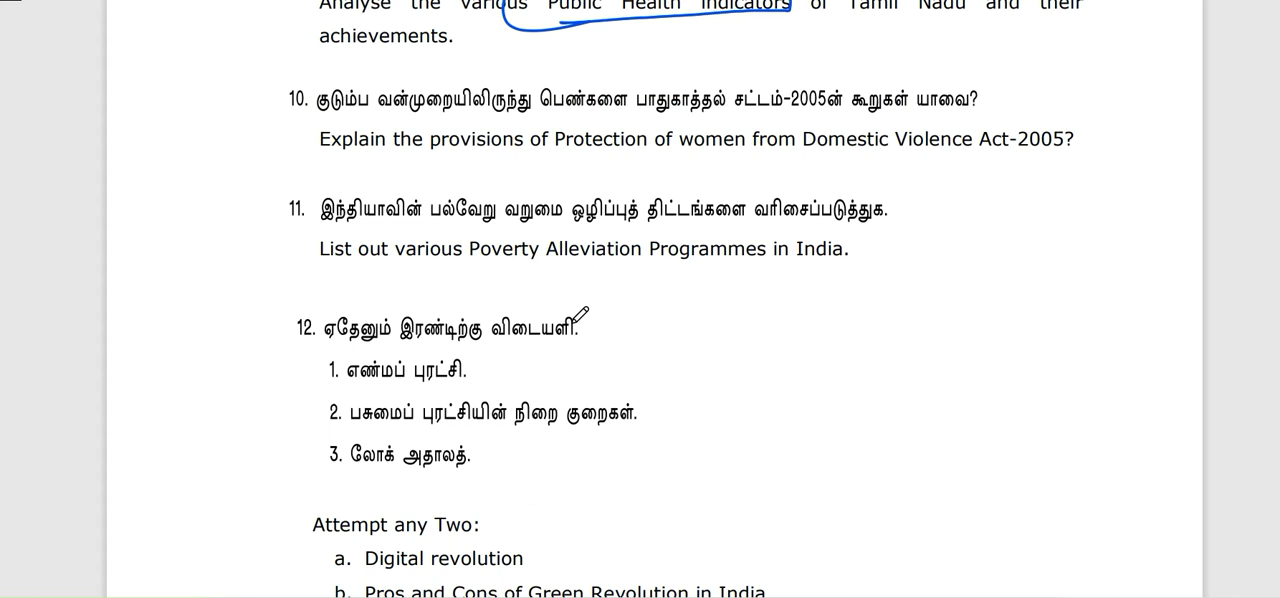 Analyse the various Public Health Indicators of Tamil Nadu and their
achievements.
10. குடும்ப வன்முறையிலிருந்து பெண்களை பாதுகாத்தல் சட்டம்-2005ன் கூறுகள் யாவை?
Explain the provisions of Protection of women from Domestic Violence Act-2005?
11. இந்தியாவின் பல்வேறு வறுமை ஒழிப்புத் திட்டங்களை வரிசைப்படுத்துக.
List out various Poverty Alleviation Programmes in India.
12. ஏதேனும் இரண்டிற்கு விடையளி.
1. எண்மப் புரட்சி.
2. பசுமைப் புரட்சியின் நிறை குறைகள்.
3. லோக் அதாலத்.
Attempt any Two:
a. Digital revolution
b. Pros and Cons of Green Revolution in India